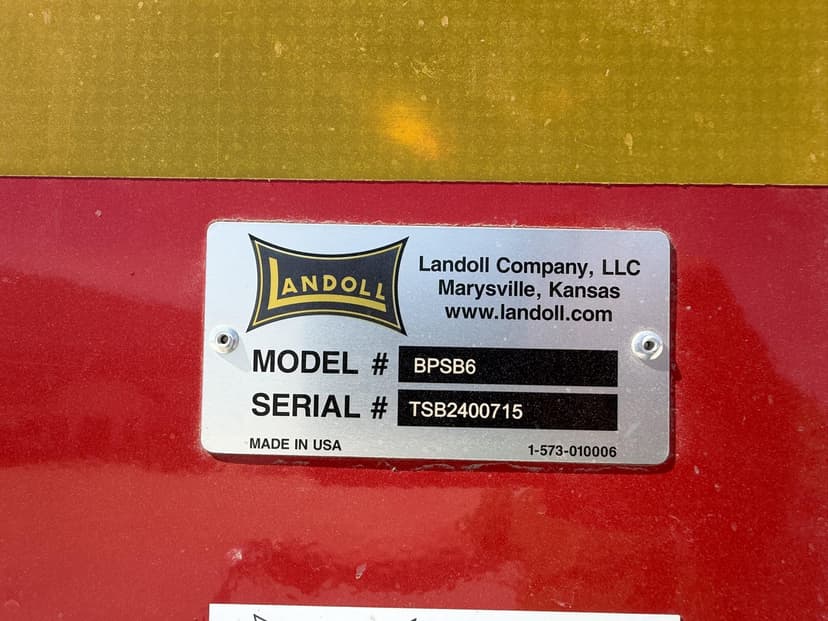 LANDOLL
Landoll Company, LLC
Marysville, Kansas
www.landoll.com
MODEL # BPSB6
SERIAL # TSB2400715
MADE IN USA
1-573-010006